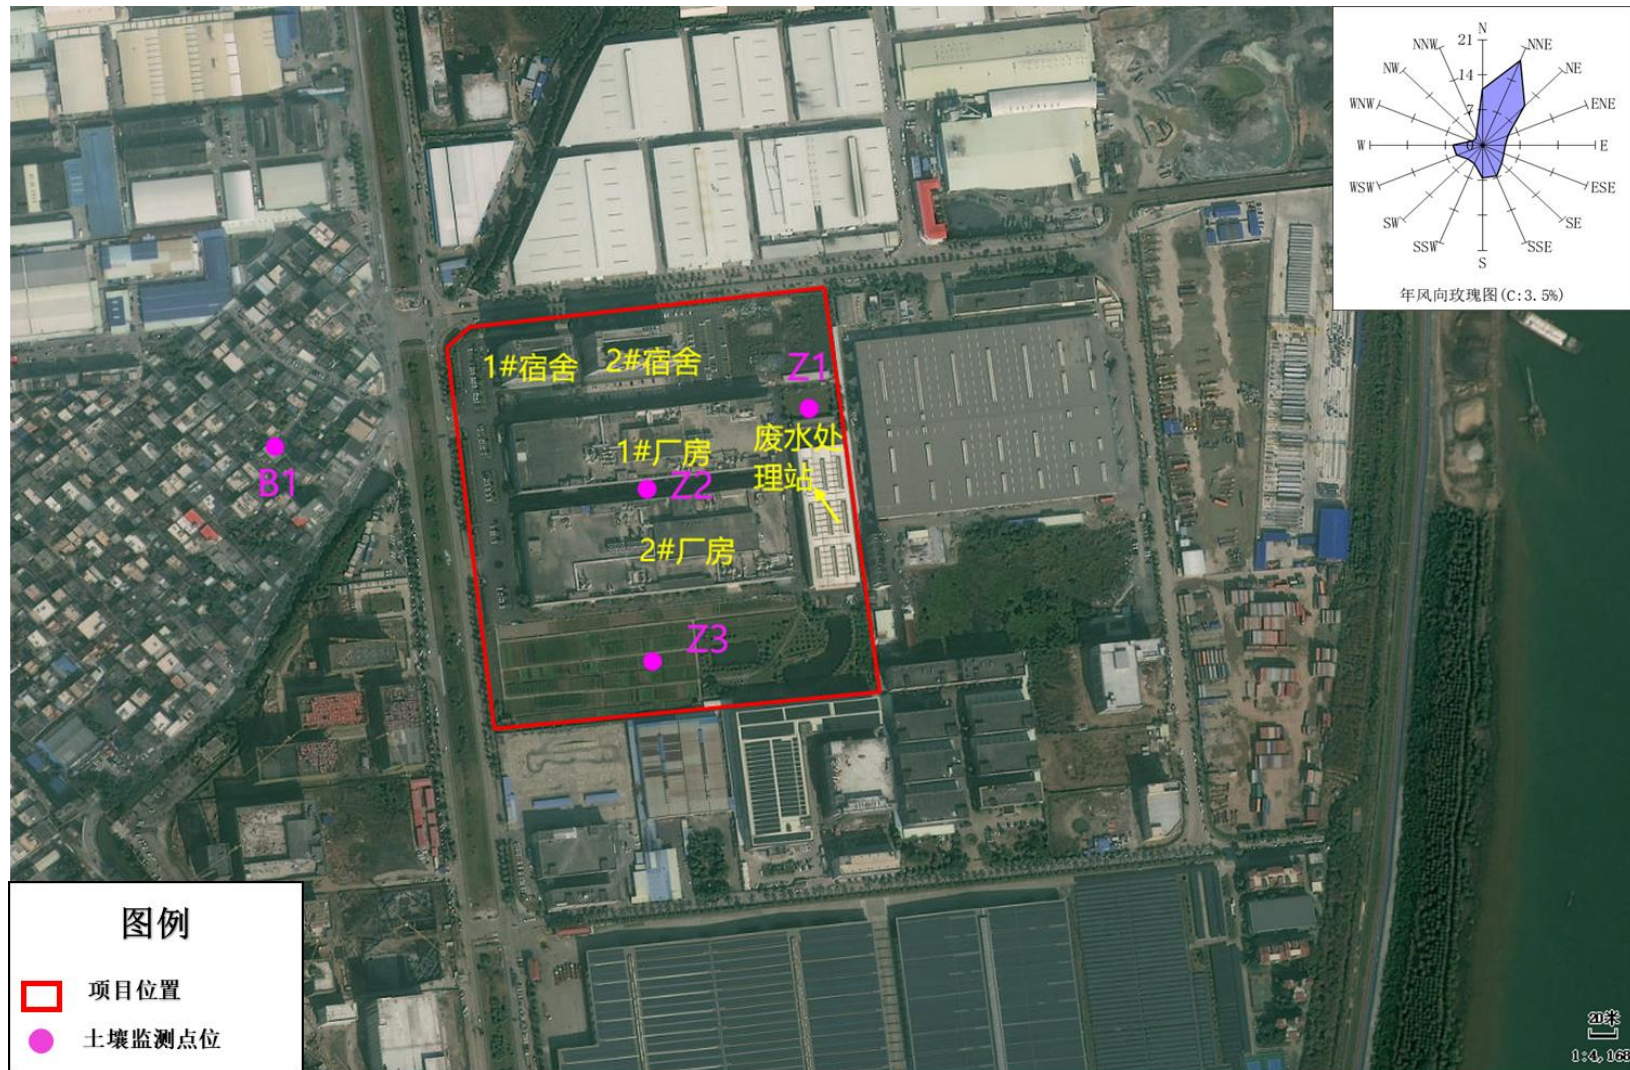 N
21
NNW
NNE
14
NW
NE
7
WNW
ENE
W
0
E
WSW
ESE
SW
SE
SSW
SSE
S
年风向玫瑰图(C:3.5%)
1#宿舍
2#宿舍
Z1
1#厂房
废水处
理站
B1
Z2
2#厂房
Z3
图例
项目位置
土壤监测点位
20米
1:4,168